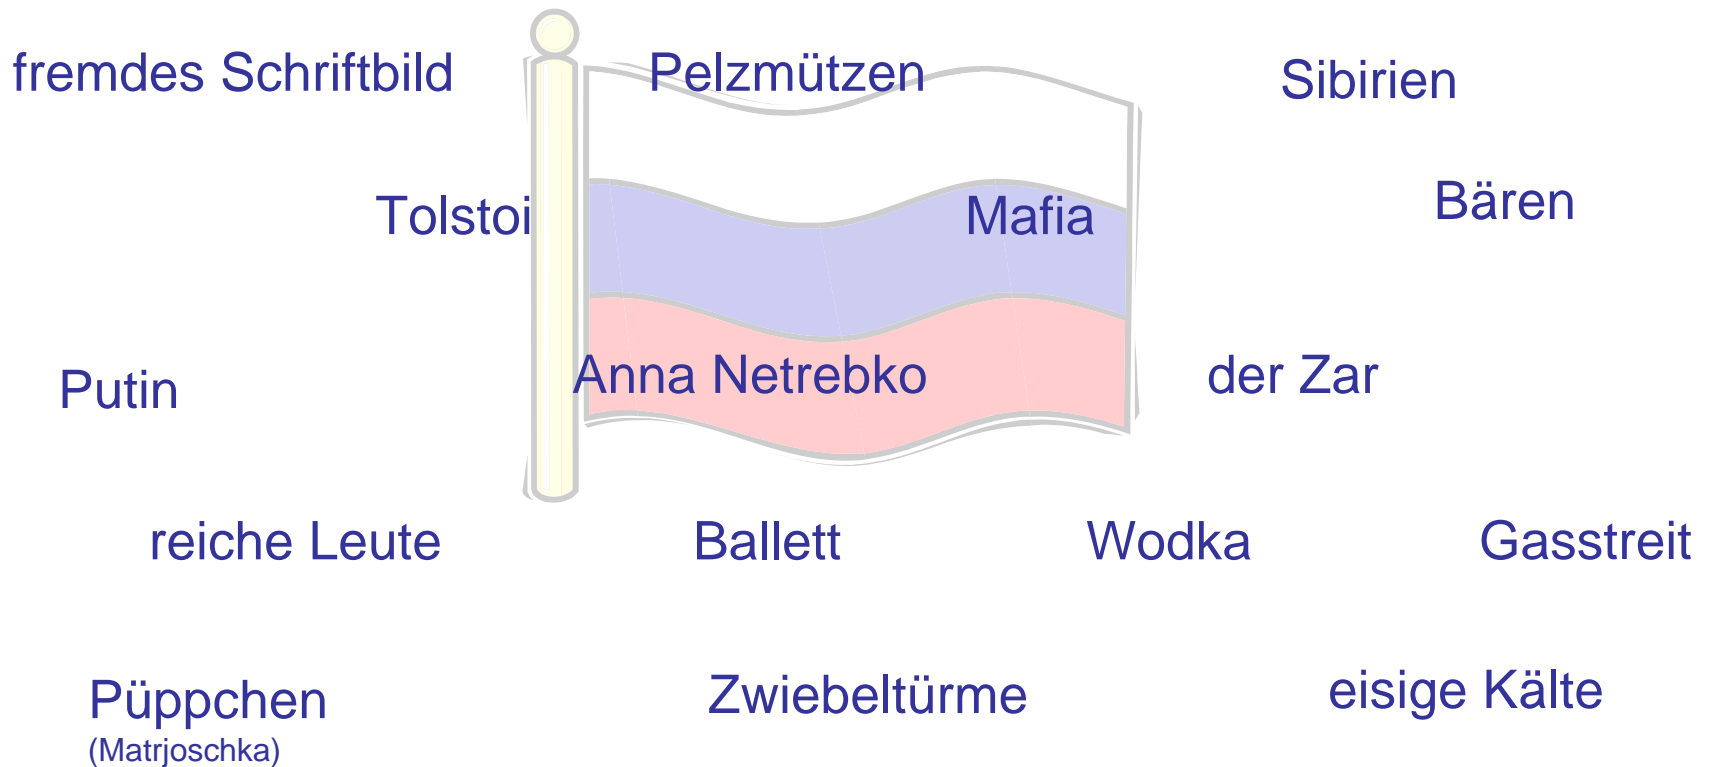 fremdes Schriftbild
Pelzmützen
Sibirien
Tolstoi
Mafia
Bären
Putin
Anna Netrebko
der Zar
reiche Leute
Ballett
Wodka
Gasstreit
Püppchen
(Matrjoschka)
Zwiebeltürme
eisige Kälte